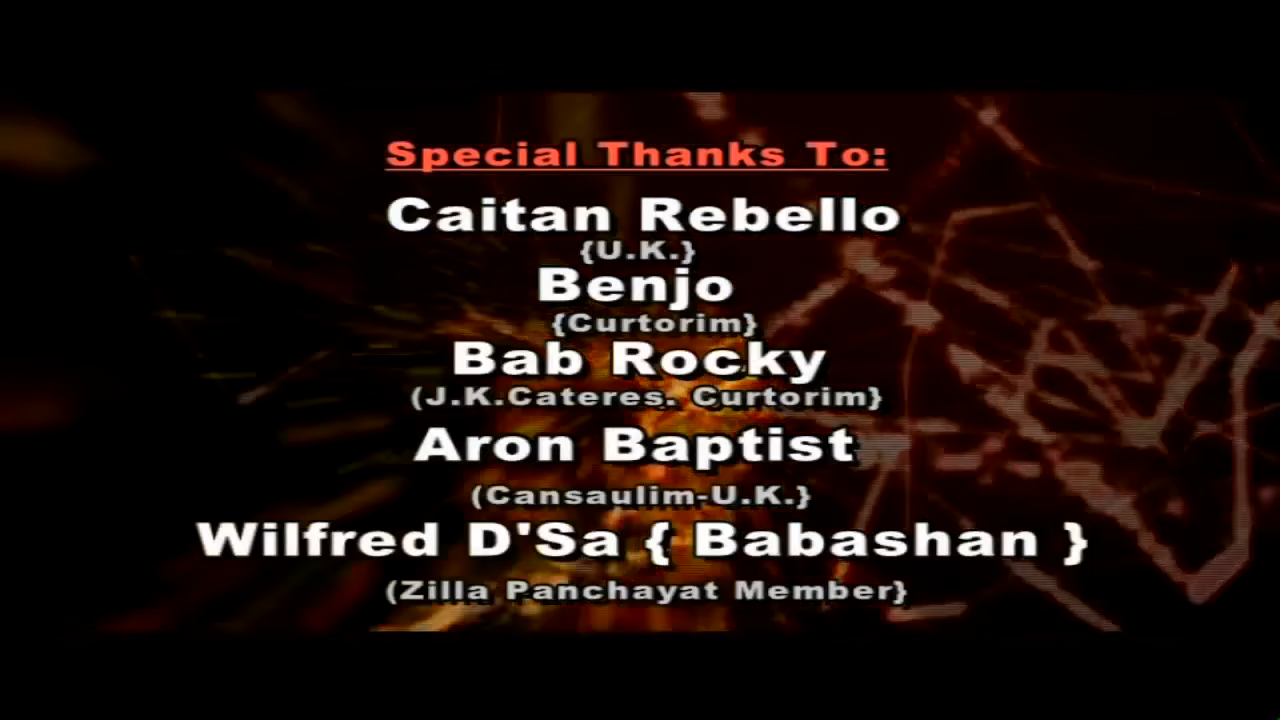 Special Thanks To:
Caitan Rebello
{U.K.}
Benjo
{Curtorim}
Bab Rocky
(J.K.Cateres. Curtorim}
Aron Baptist
(Cansaulim-U.K.}
Wilfred D'Sa { Babashan }
(Zilla Panchayat Member}